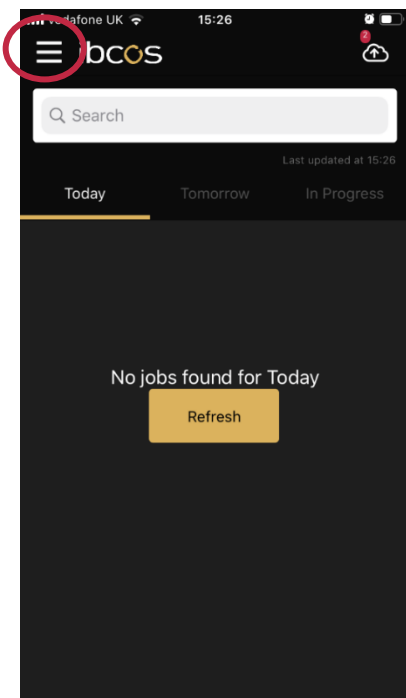 vodafone UK 15:26
ibcos
2
Search
Last updated at 15:26
Today Tomorrow In Progress
No jobs found for Today
Refresh